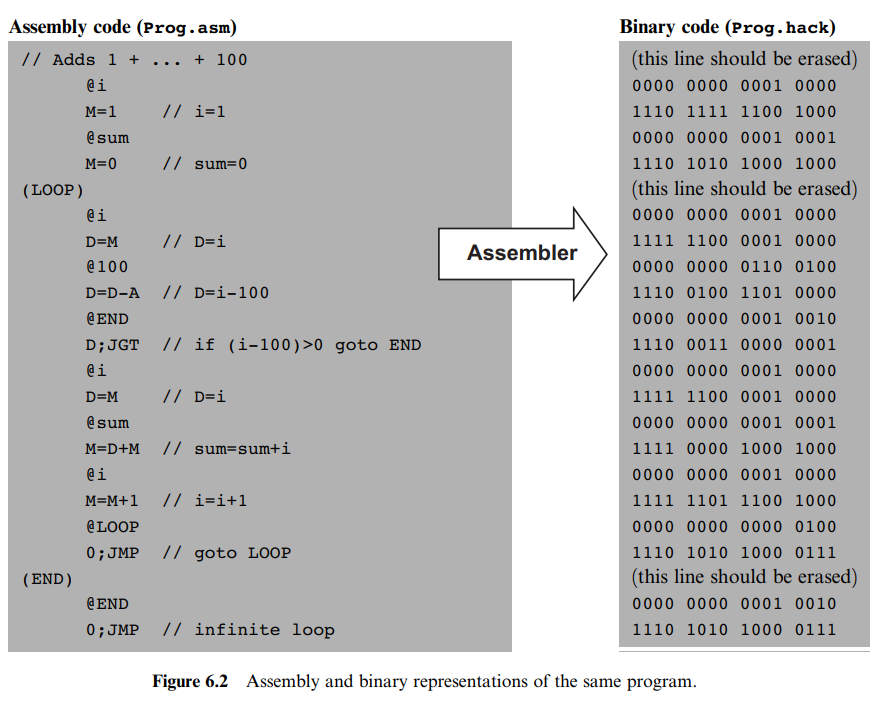 Assembly code (Prog.asm)
// Adds 1 + ... + 100
@i
M=1 // i=1
@sum
M=0 // sum=0
(LOOP)
@i
D=M // D=i
@100
D=D-A // D=i-100
@END
D;JGT // if (i-100)>0 goto END
@i
D=M // D=i
@sum
M=D+M // sum=sum+i
@i
M=M+1 // i=i+1
@LOOP
0;JMP // goto LOOP
(END)
@END
0;JMP // infinite loop
Assembler
Binary code (Prog.hack)
(this line should be erased)
0000 0000 0001 0000
1110 1111 1100 1000
0000 0000 0001 0001
1110 1010 1000 1000
(this line should be erased)
0000 0000 0001 0000
1111 1100 0001 0000
0000 0000 0110 0100
1110 0100 1101 0000
0000 0000 0001 0010
1110 0011 0000 0001
0000 0000 0001 0000
1111 1100 0001 0000
0000 0000 0001 0001
1111 0000 1000 1000
0000 0000 0001 0000
1111 1101 1100 1000
0000 0000 0000 0100
1110 1010 1000 0111
(this line should be erased)
0000 0000 0001 0010
1110 1010 1000 0111
Figure 6.2 Assembly and binary representations of the same program.